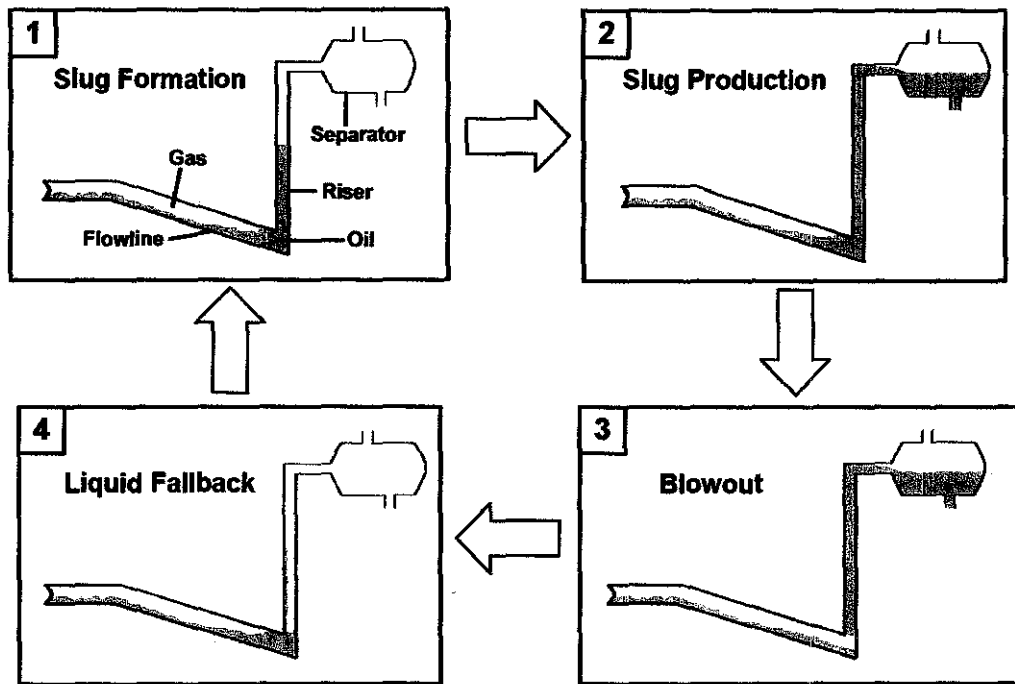 1
Slug Formation
Separator
Gas
Riser
Flowline
Oil
2
Slug Production
4
Liquid Fallback
3
Blowout